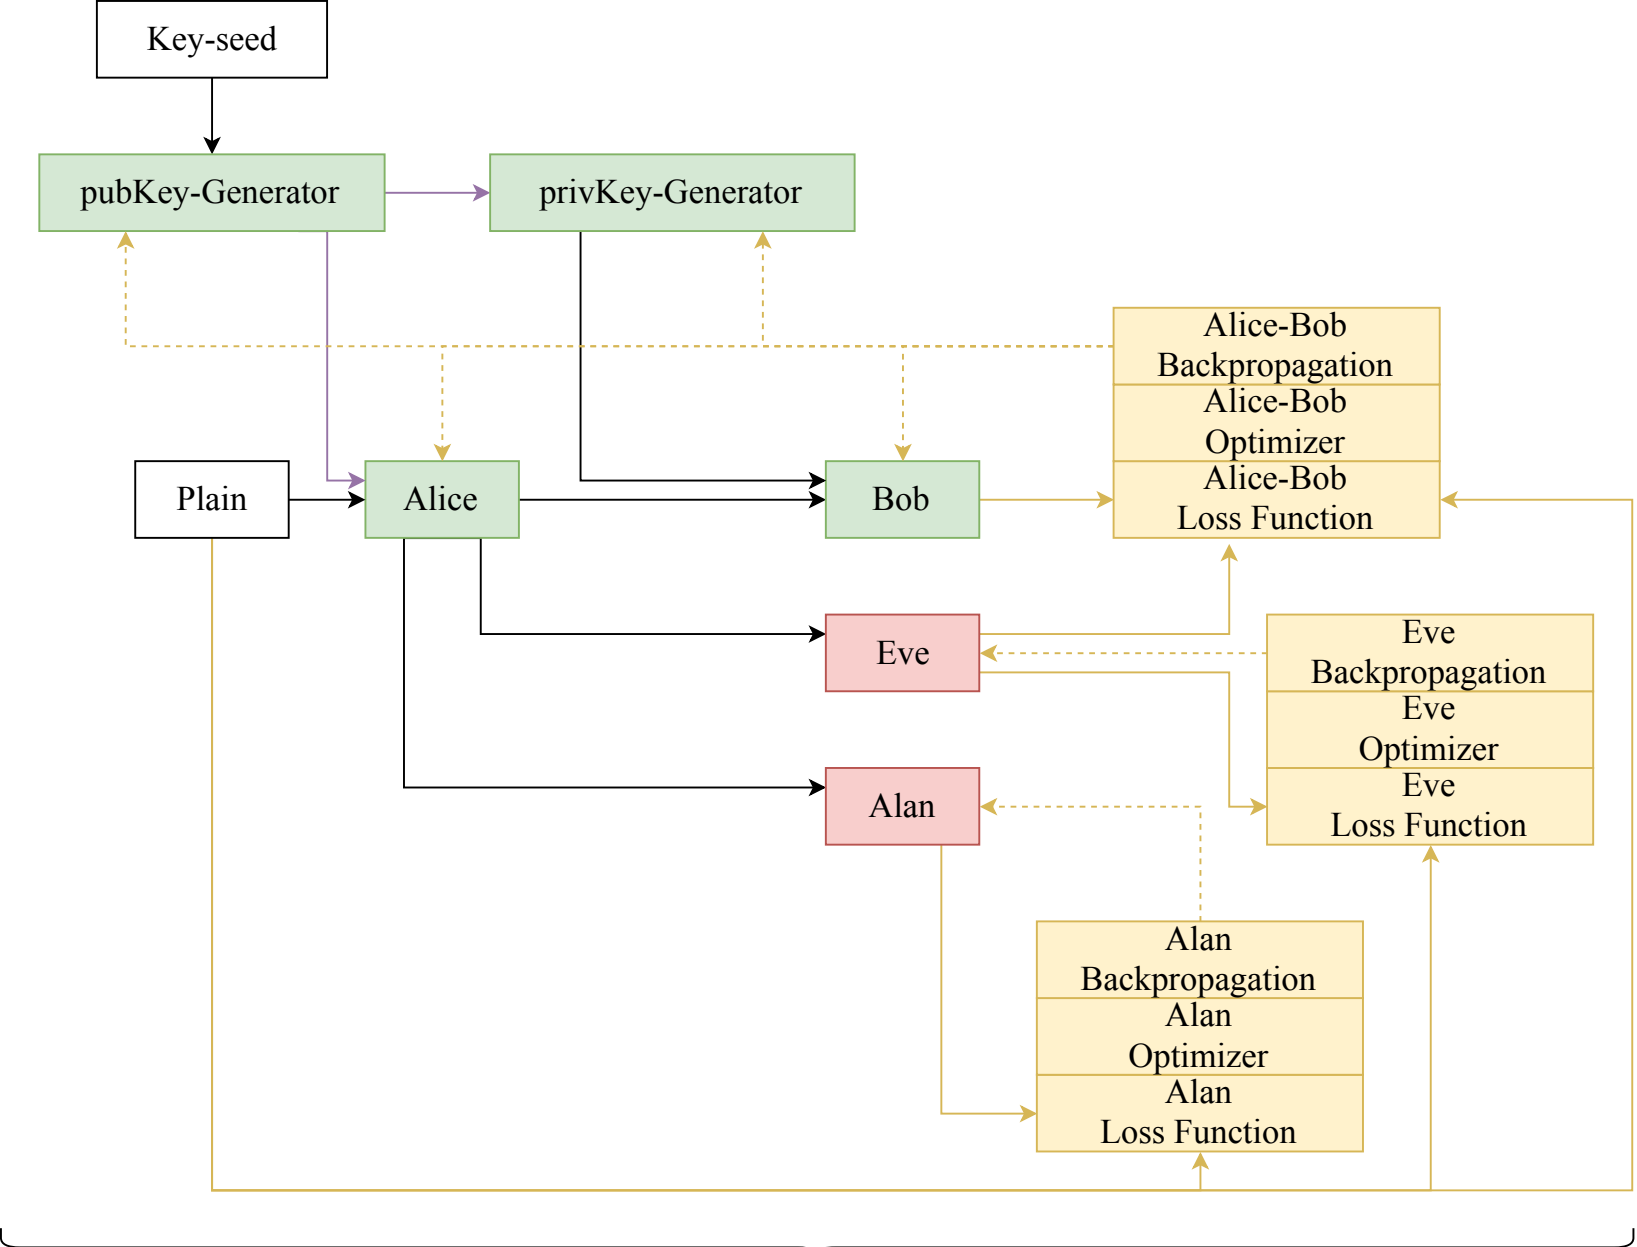 Key-seed
pubKey-Generator
privKey-Generator
Alice-Bob
Backpropagation
Alice-Bob
Optimizer
Alice-Bob
Loss Function
Plain
Alice
Bob
Eve
Eve
Backpropagation
Eve
Optimizer
Eve
Loss Function
Alan
Alan
Backpropagation
Alan
Optimizer
Alan
Loss Function